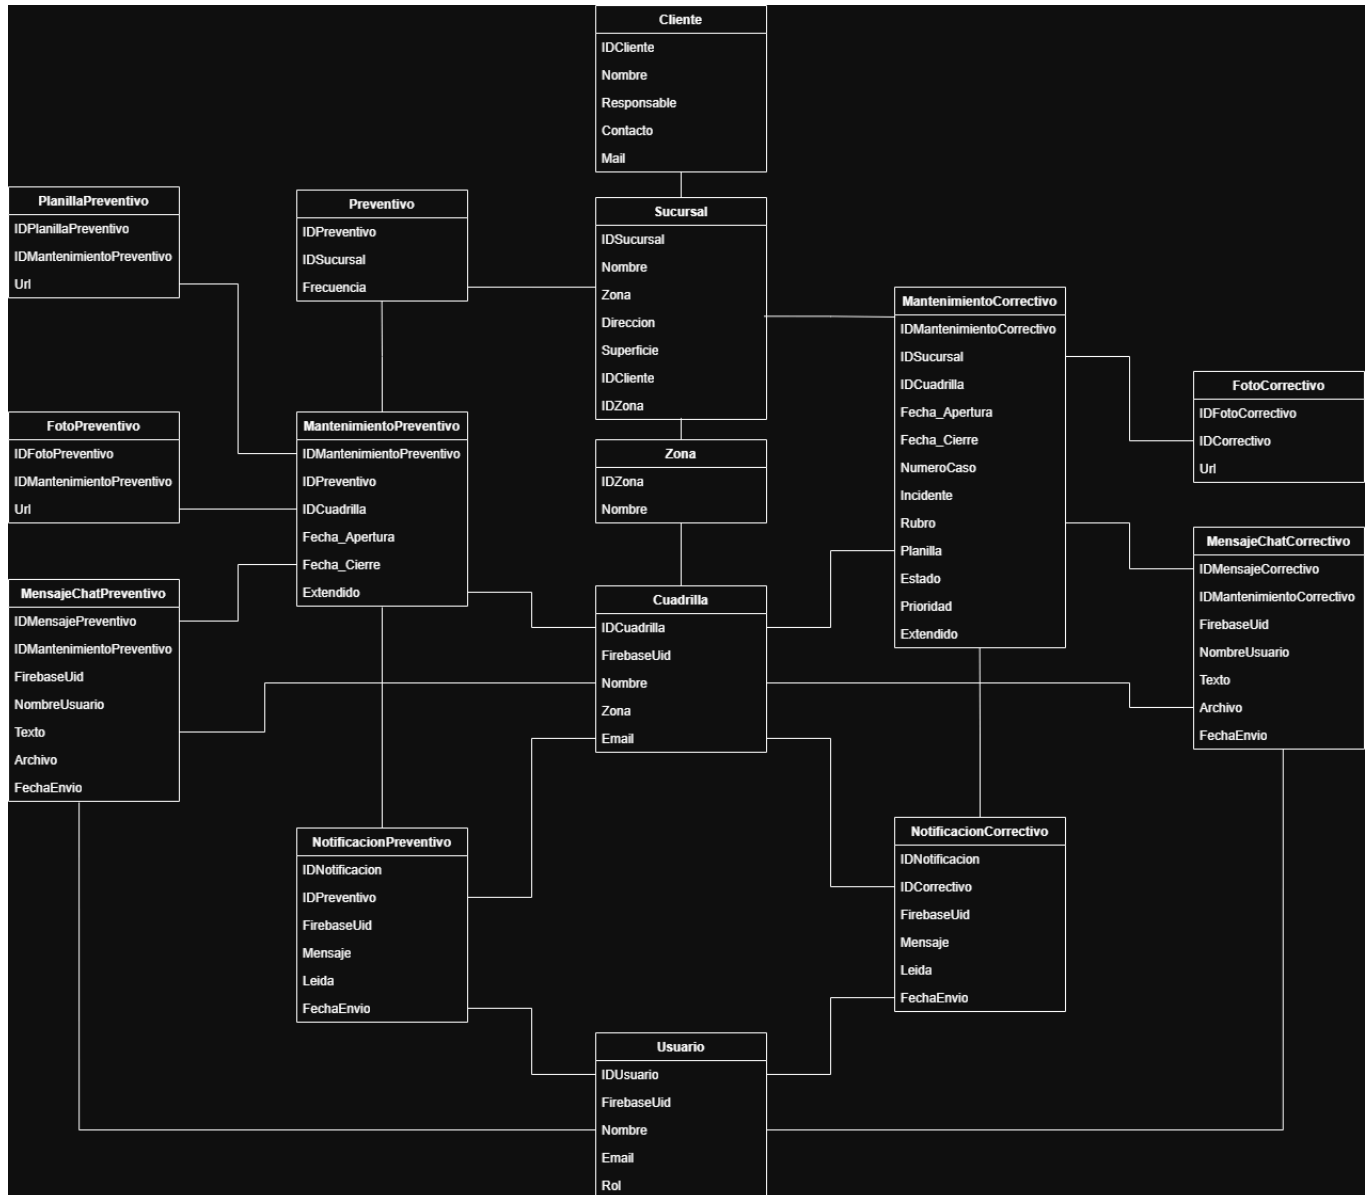 Cliente
IDCliente
Nombre
Responsable
Contacto
Mail
PlanillaPreventivo
IDPlanillaPreventivo
IDMantenimientoPreventivo
Url
Preventivo
IDPreventivo
IDSucursal
Frecuencia
Sucursal
IDSucursal
Nombre
Zona
Direccion
Superficie
IDCliente
IDZona
MantenimientoCorrectivo
IDMantenimientoCorrectivo
IDSucursal
IDCuadrilla
Fecha_Apertura
Fecha_Cierre
NumeroCaso
Incidente
Rubro
Planilla
Estado
Prioridad
Extendido
FotoCorrectivo
IDFotoCorrectivo
IDCorrectivo
Url
FotoPreventivo
IDFotoPreventivo
IDMantenimientoPreventivo
Url
MantenimientoPreventivo
IDMantenimientoPreventivo
IDPreventivo
IDCuadrilla
Fecha_Apertura
Fecha_Cierre
Extendido
Zona
IDZona
Nombre
MensajeChatCorrectivo
IDMensajeCorrectivo
IDMantenimientoCorrectivo
FirebaseUid
NombreUsuario
Texto
Archivo
FechaEnvio
MensajeChatPreventivo
IDMensajePreventivo
IDMantenimientoPreventivo
FirebaseUid
NombreUsuario
Texto
Archivo
FechaEnvio
Cuadrilla
IDCuadrilla
FirebaseUid
Nombre
Zona
Email
NotificacionPreventivo
IDNotificacion
IDPreventivo
FirebaseUid
Mensaje
Leida
FechaEnvio
NotificacionCorrectivo
IDNotificacion
IDCorrectivo
FirebaseUid
Mensaje
Leida
FechaEnvio
Usuario
IDUsuario
FirebaseUid
Nombre
Email
Rol